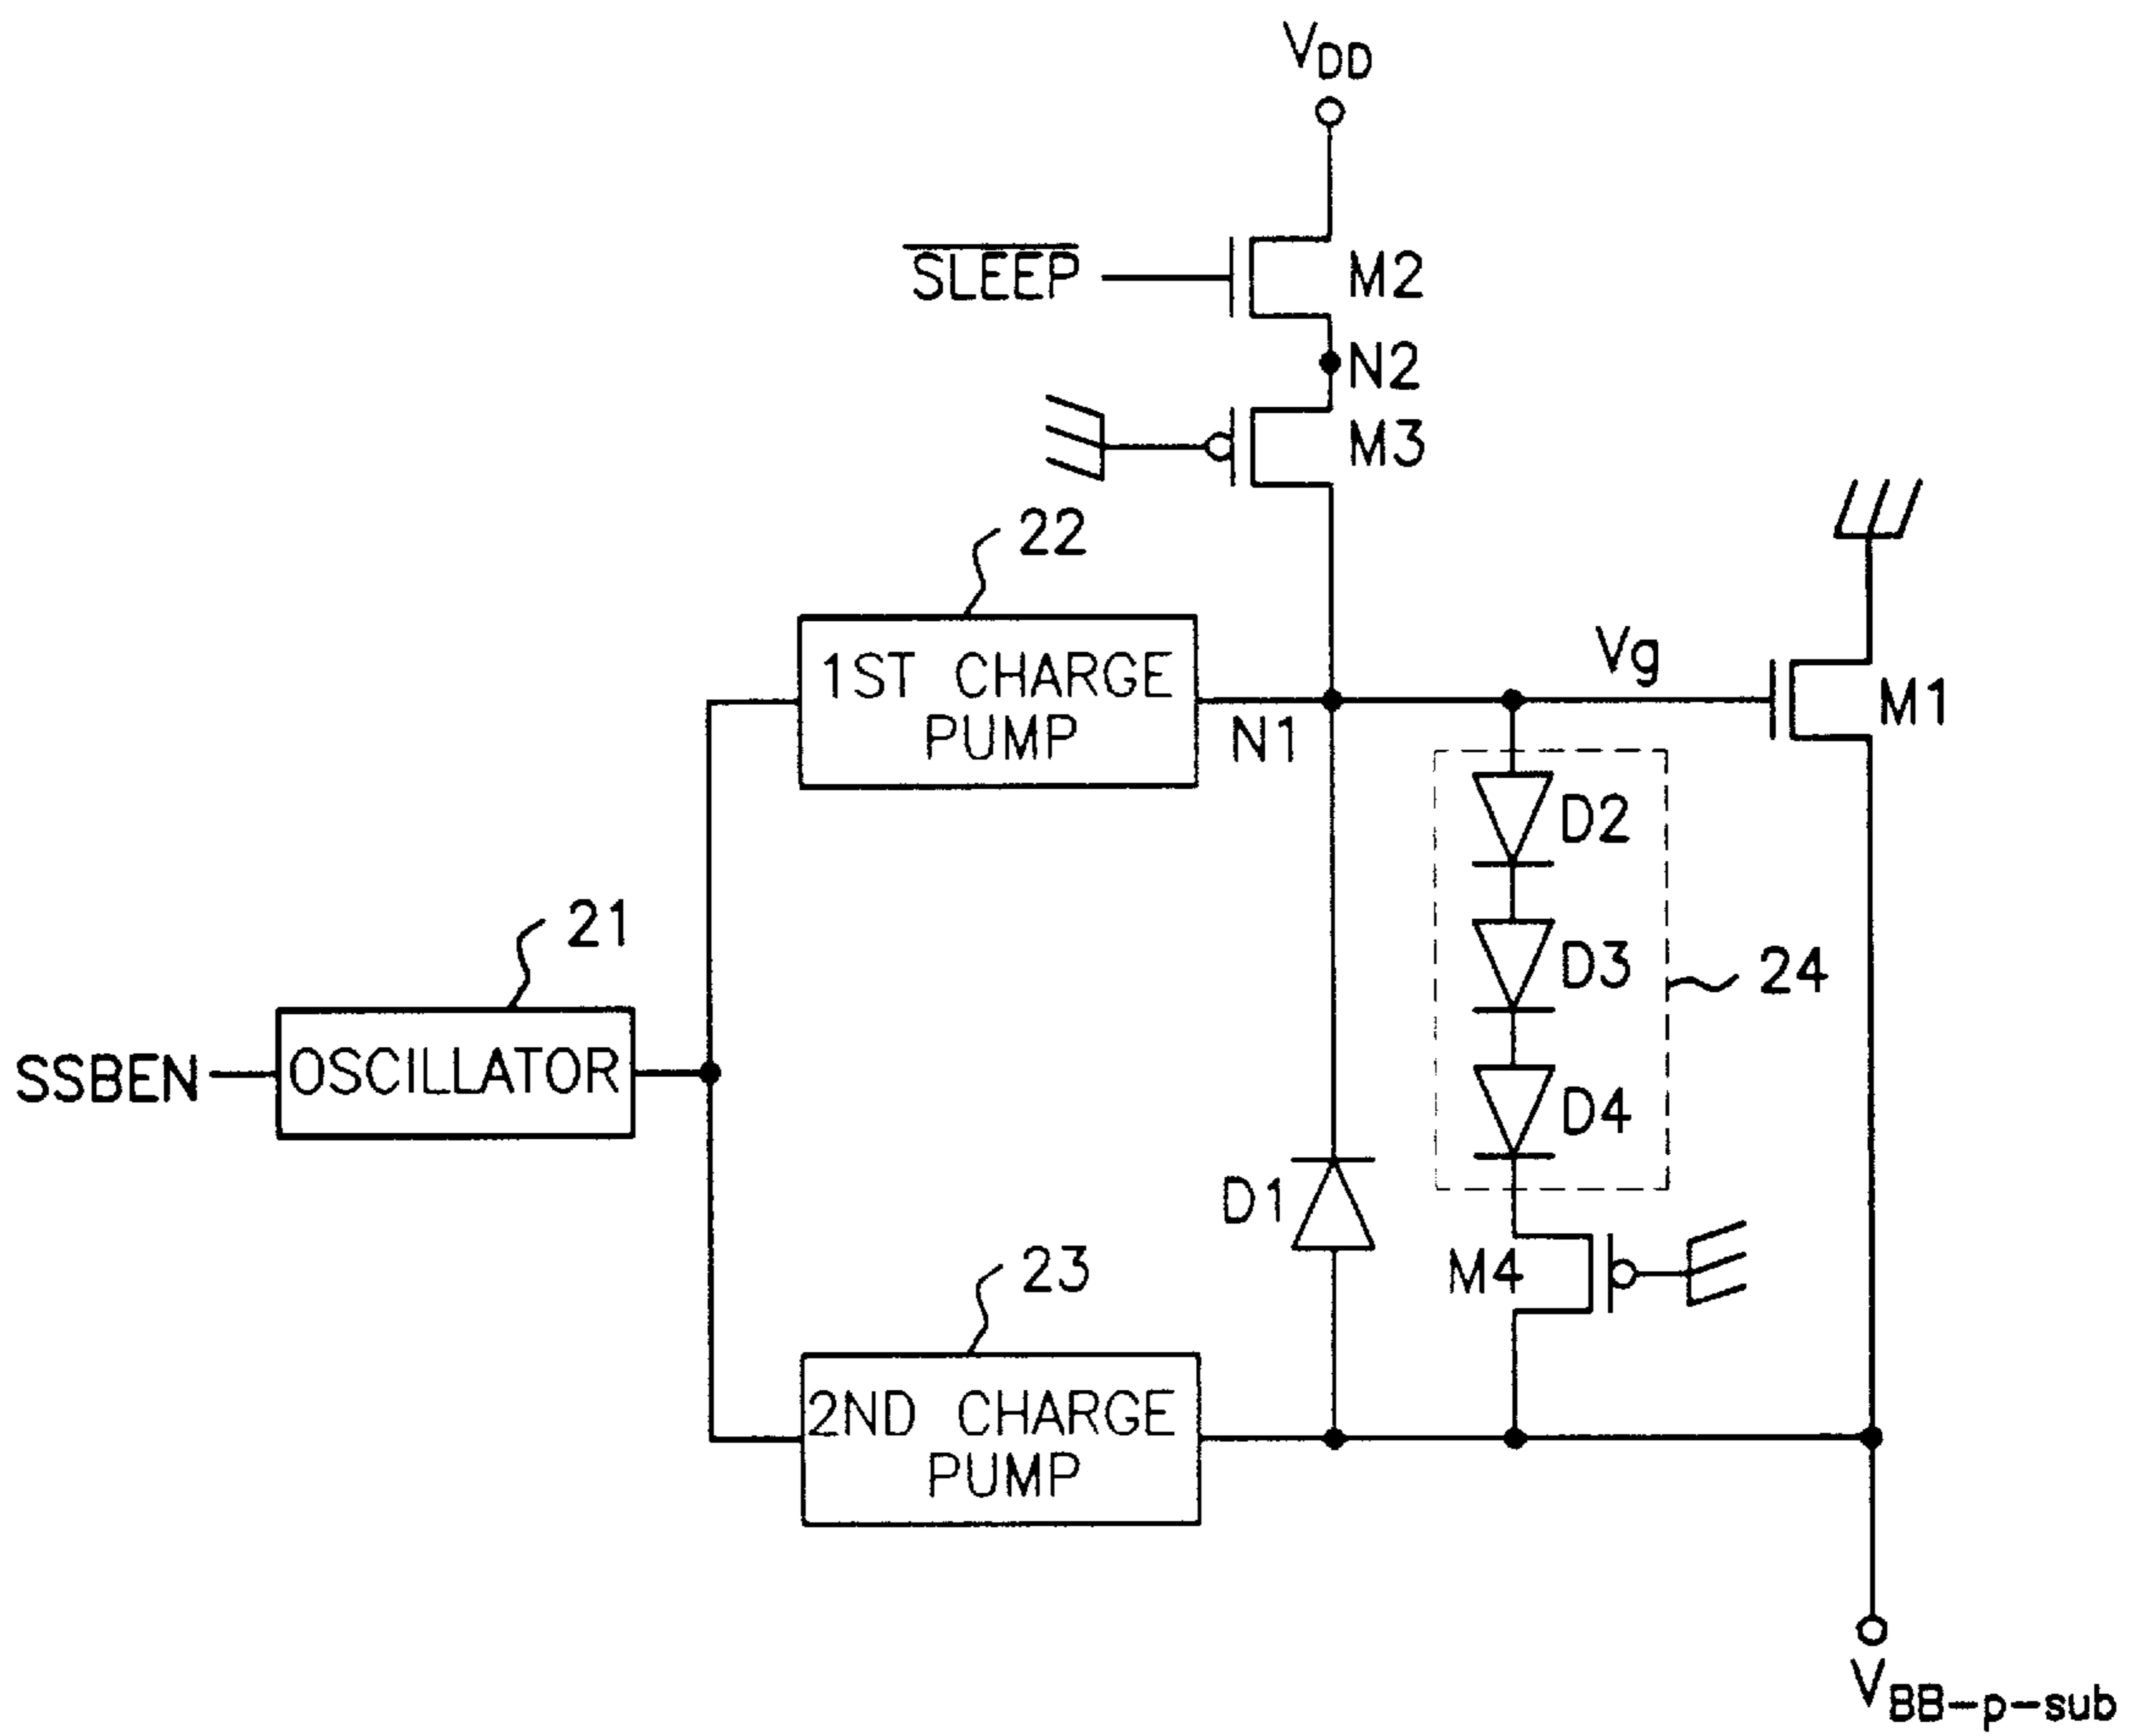 VDD
SLEEP
M2
N2
M3
22
1ST CHARGE
PUMP
N1
Vg
M1
D2
D3
24
D4
21
SSBEN
OSCILLATOR
D1
M4
23
2ND CHARGE
PUMP
VBB-p-sub